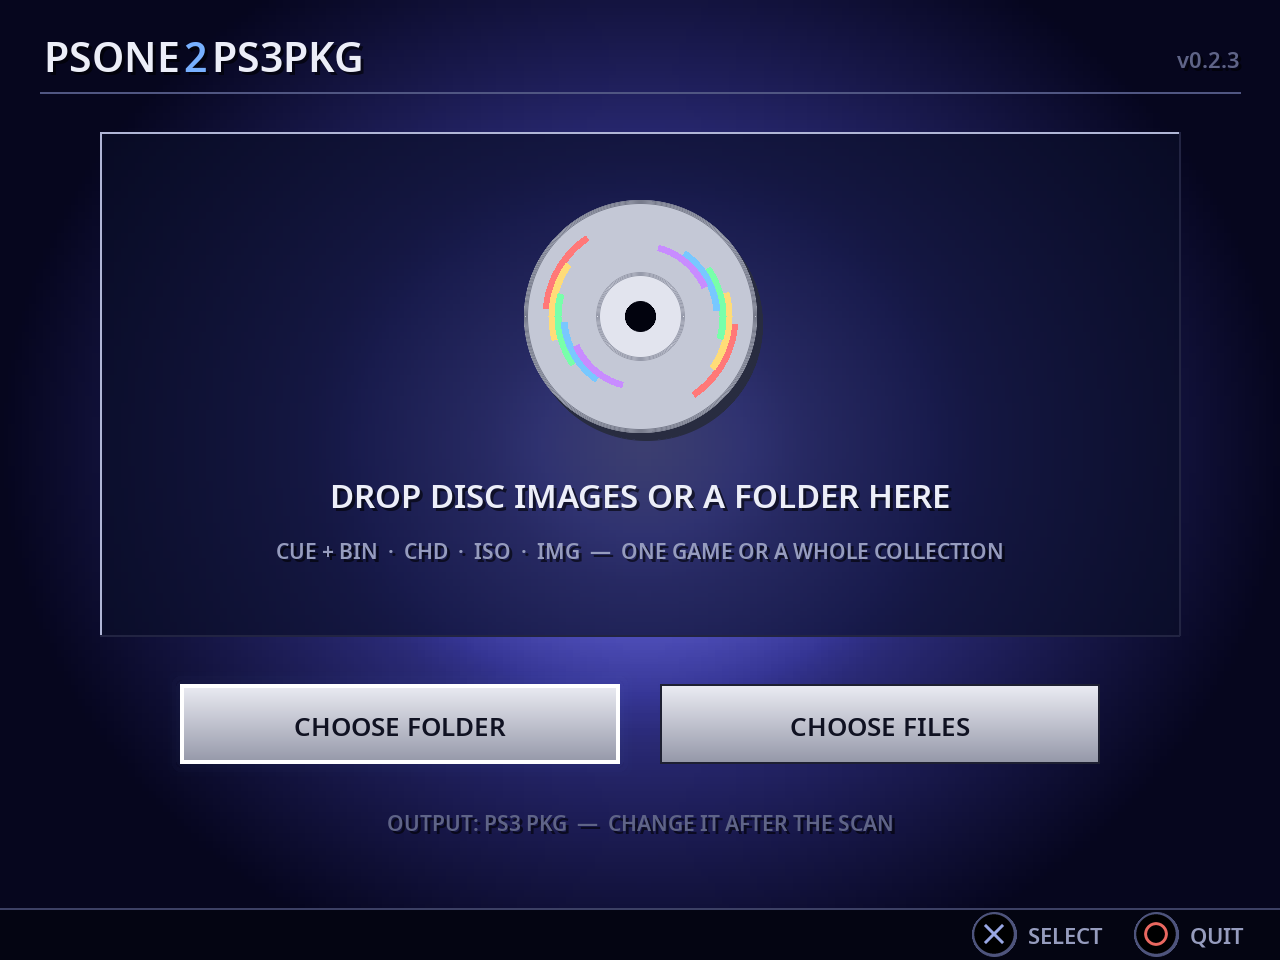 PSONE2PS3PKG
v0.2.3
DROP DISC IMAGES OR A FOLDER HERE
CUE + BIN · CHD · ISO · IMG — ONE GAME OR A WHOLE COLLECTION
CHOOSE FOLDER
CHOOSE FILES
OUTPUT: PS3 PKG — CHANGE IT AFTER THE SCAN
SELECT
QUIT